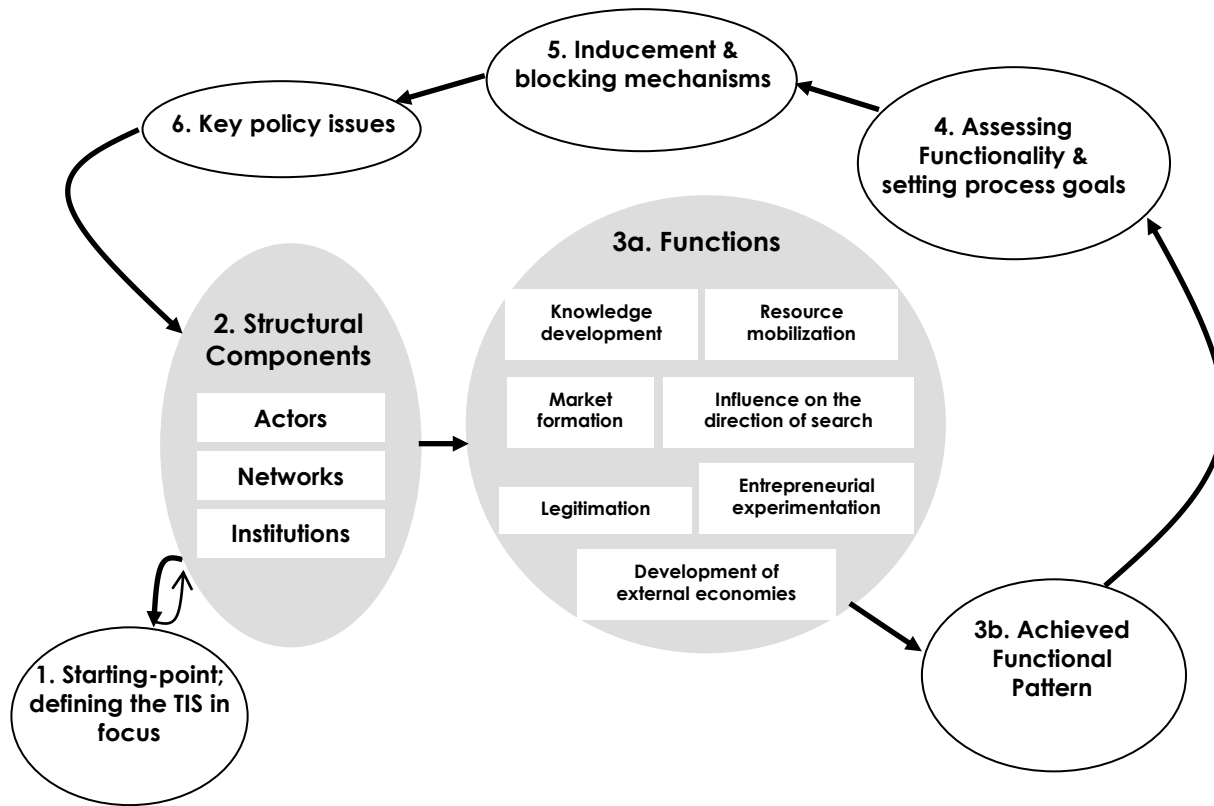 1. Starting-point;
defining the TIS in
focus
2. Structural
Components
Actors
Networks
Institutions
3a. Functions
Knowledge
development
Resource
mobilization
Market
formation
Influence on the
direction of search
Legitimation
Entrepreneurial
experimentation
Development of
external economies
3b. Achieved
Functional
Pattern
4. Assessing
Functionality &
setting process goals
5. Inducement &
blocking mechanisms
6. Key policy issues